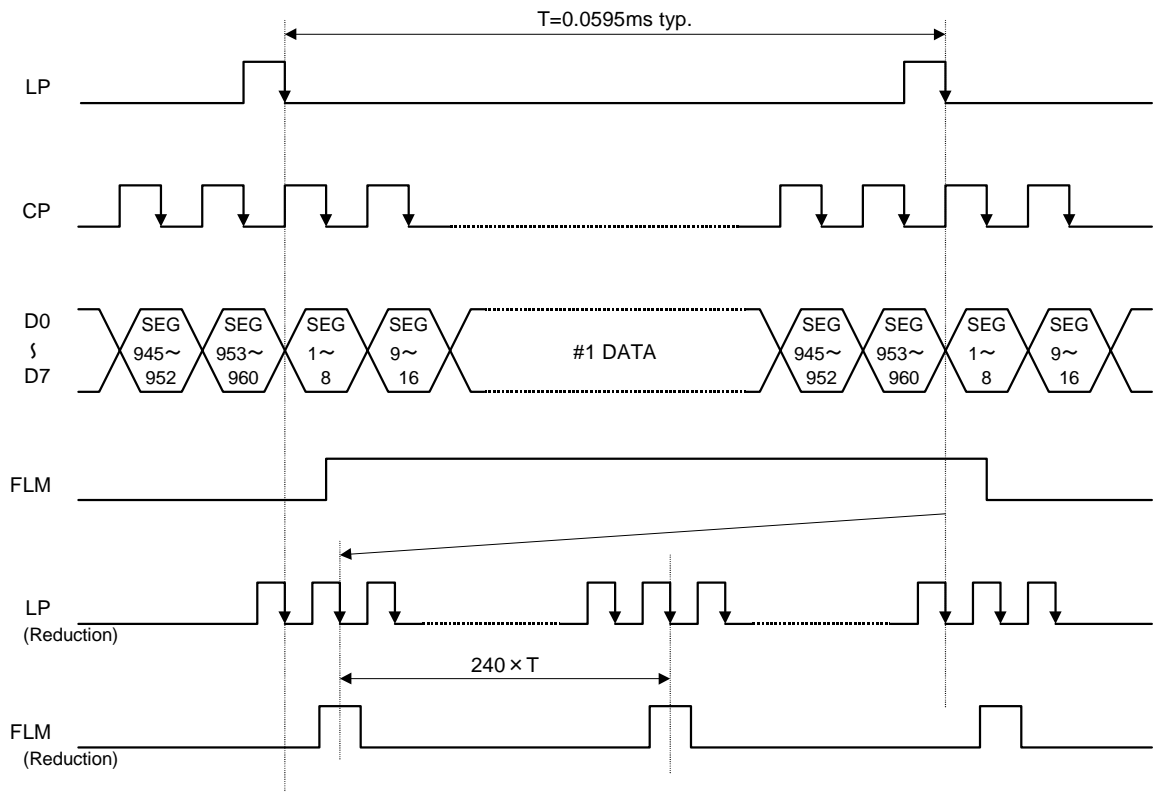 T=0.0595ms typ.
LP
CP
D0
∽
D7
SEG
945～
952
SEG
953～
960
SEG
1～
8
SEG
9～
16
#1 DATA
SEG
945～
952
SEG
953～
960
SEG
1～
8
SEG
9～
16
FLM
LP
(Reduction)
240×T
FLM
(Reduction)